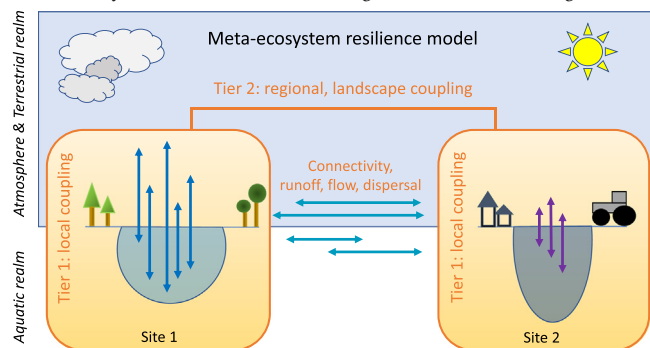 Meta-ecosystem resilience model
Tier 2: regional, landscape coupling
Atmosphere & Terrestrial realm
Aquatic realm
Tier 1: local coupling
Connectivity,
runoff, flow, dispersal
Tier 1: local coupling
Site 1
Site 2